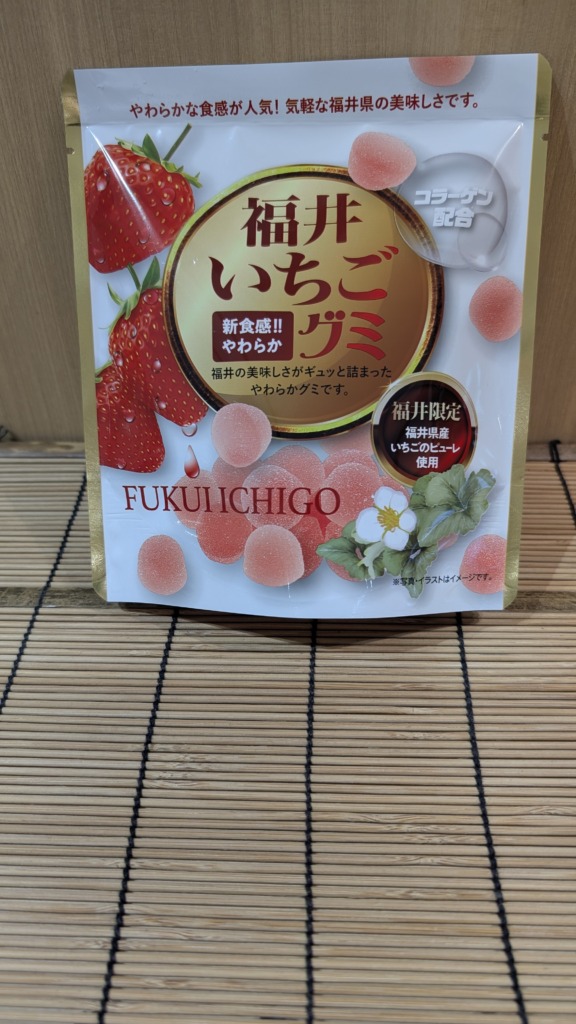 やわらかな食感が人気！気軽な福井県の美味しさです。
コラーゲン
配合
福井
いちご
新食感!!
やわらか
グミ
福井の美味しさがギュッと詰まった
やわらかグミです。
福井限定
福井県産
いちごのピューレ
使用
FUKUI ICHIGO
※写真・イラストはイメージです。